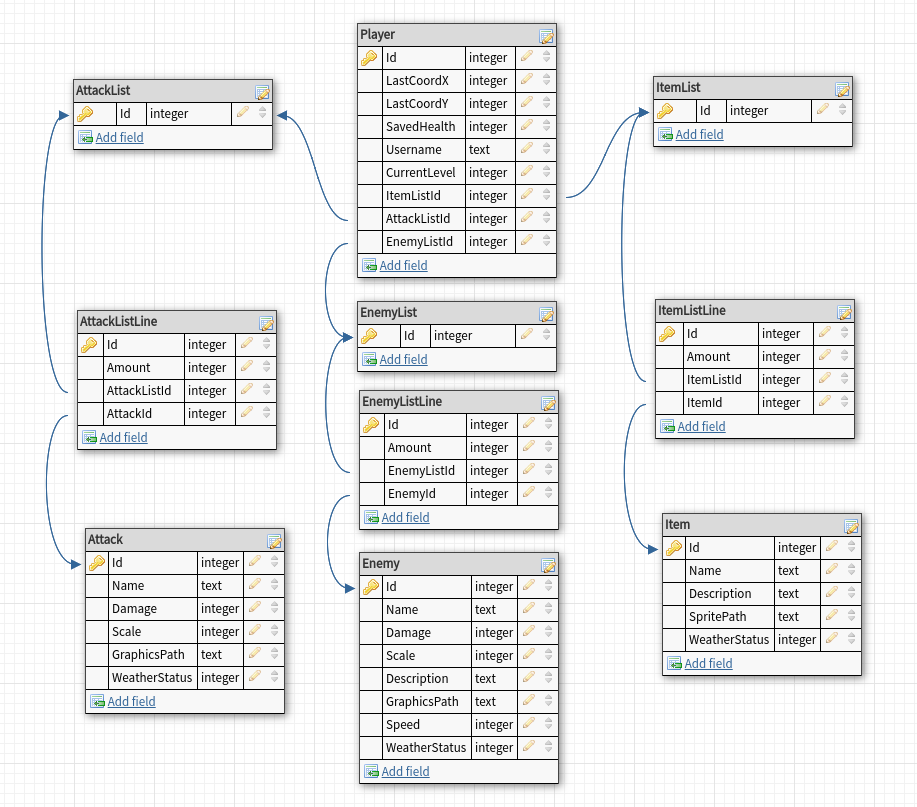 AttackList
Id integer
Add field
Player
Id integer
LastCoordX integer
LastCoordY integer
SavedHealth integer
Username text
CurrentLevel integer
ItemListId integer
AttackListId integer
EnemyListId integer
Add field
ItemList
Id integer
Add field
AttackListLine
Id integer
Amount integer
AttackListId integer
AttackId integer
Add field
EnemyList
Id integer
Add field
ItemListLine
Id integer
Amount integer
ItemListId integer
ItemId integer
Add field
EnemyListLine
Id integer
Amount integer
EnemyListId integer
EnemyId integer
Add field
Attack
Id integer
Name text
Damage integer
Scale integer
GraphicsPath text
WeatherStatus integer
Add field
Enemy
Id integer
Name text
Damage integer
Scale integer
Description text
GraphicsPath text
Speed integer
WeatherStatus integer
Add field
Item
Id integer
Name text
Description text
SpritePath text
WeatherStatus integer
Add field